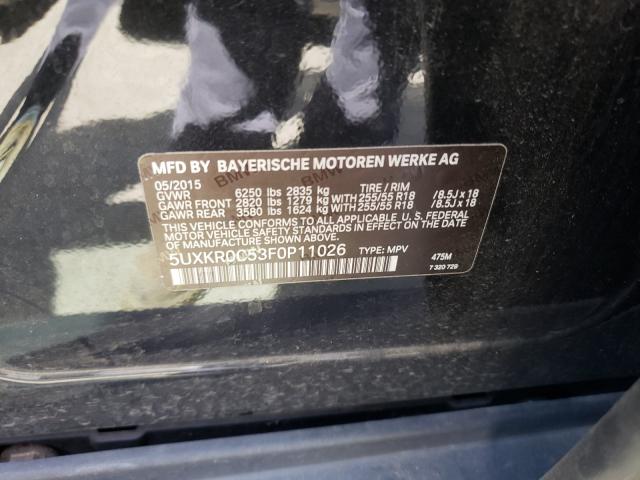 MFD BY BAYERISCHE MOTOREN WERKE AG
05/2015
GVWR 6250 lbs 2835 kg TIRE / RIM
GAWR FRONT 2820 lbs 1279 kg WITH 255/55 R18 /8.5J x 18
GAWR REAR 3580 lbs 1624 kg WITH 255/55 R18 /8.5J x 18
THIS VEHICLE CONFORMS TO ALL APPLICABLE U.S. FEDERAL
MOTOR VEHICLE SAFETY STANDARDS IN EFFECT ON THE DATE
OF MANUFACTURE SHOWN ABOVE.
5UXKR0C53F0P11026 TYPE: MPV 475M
7 320 729